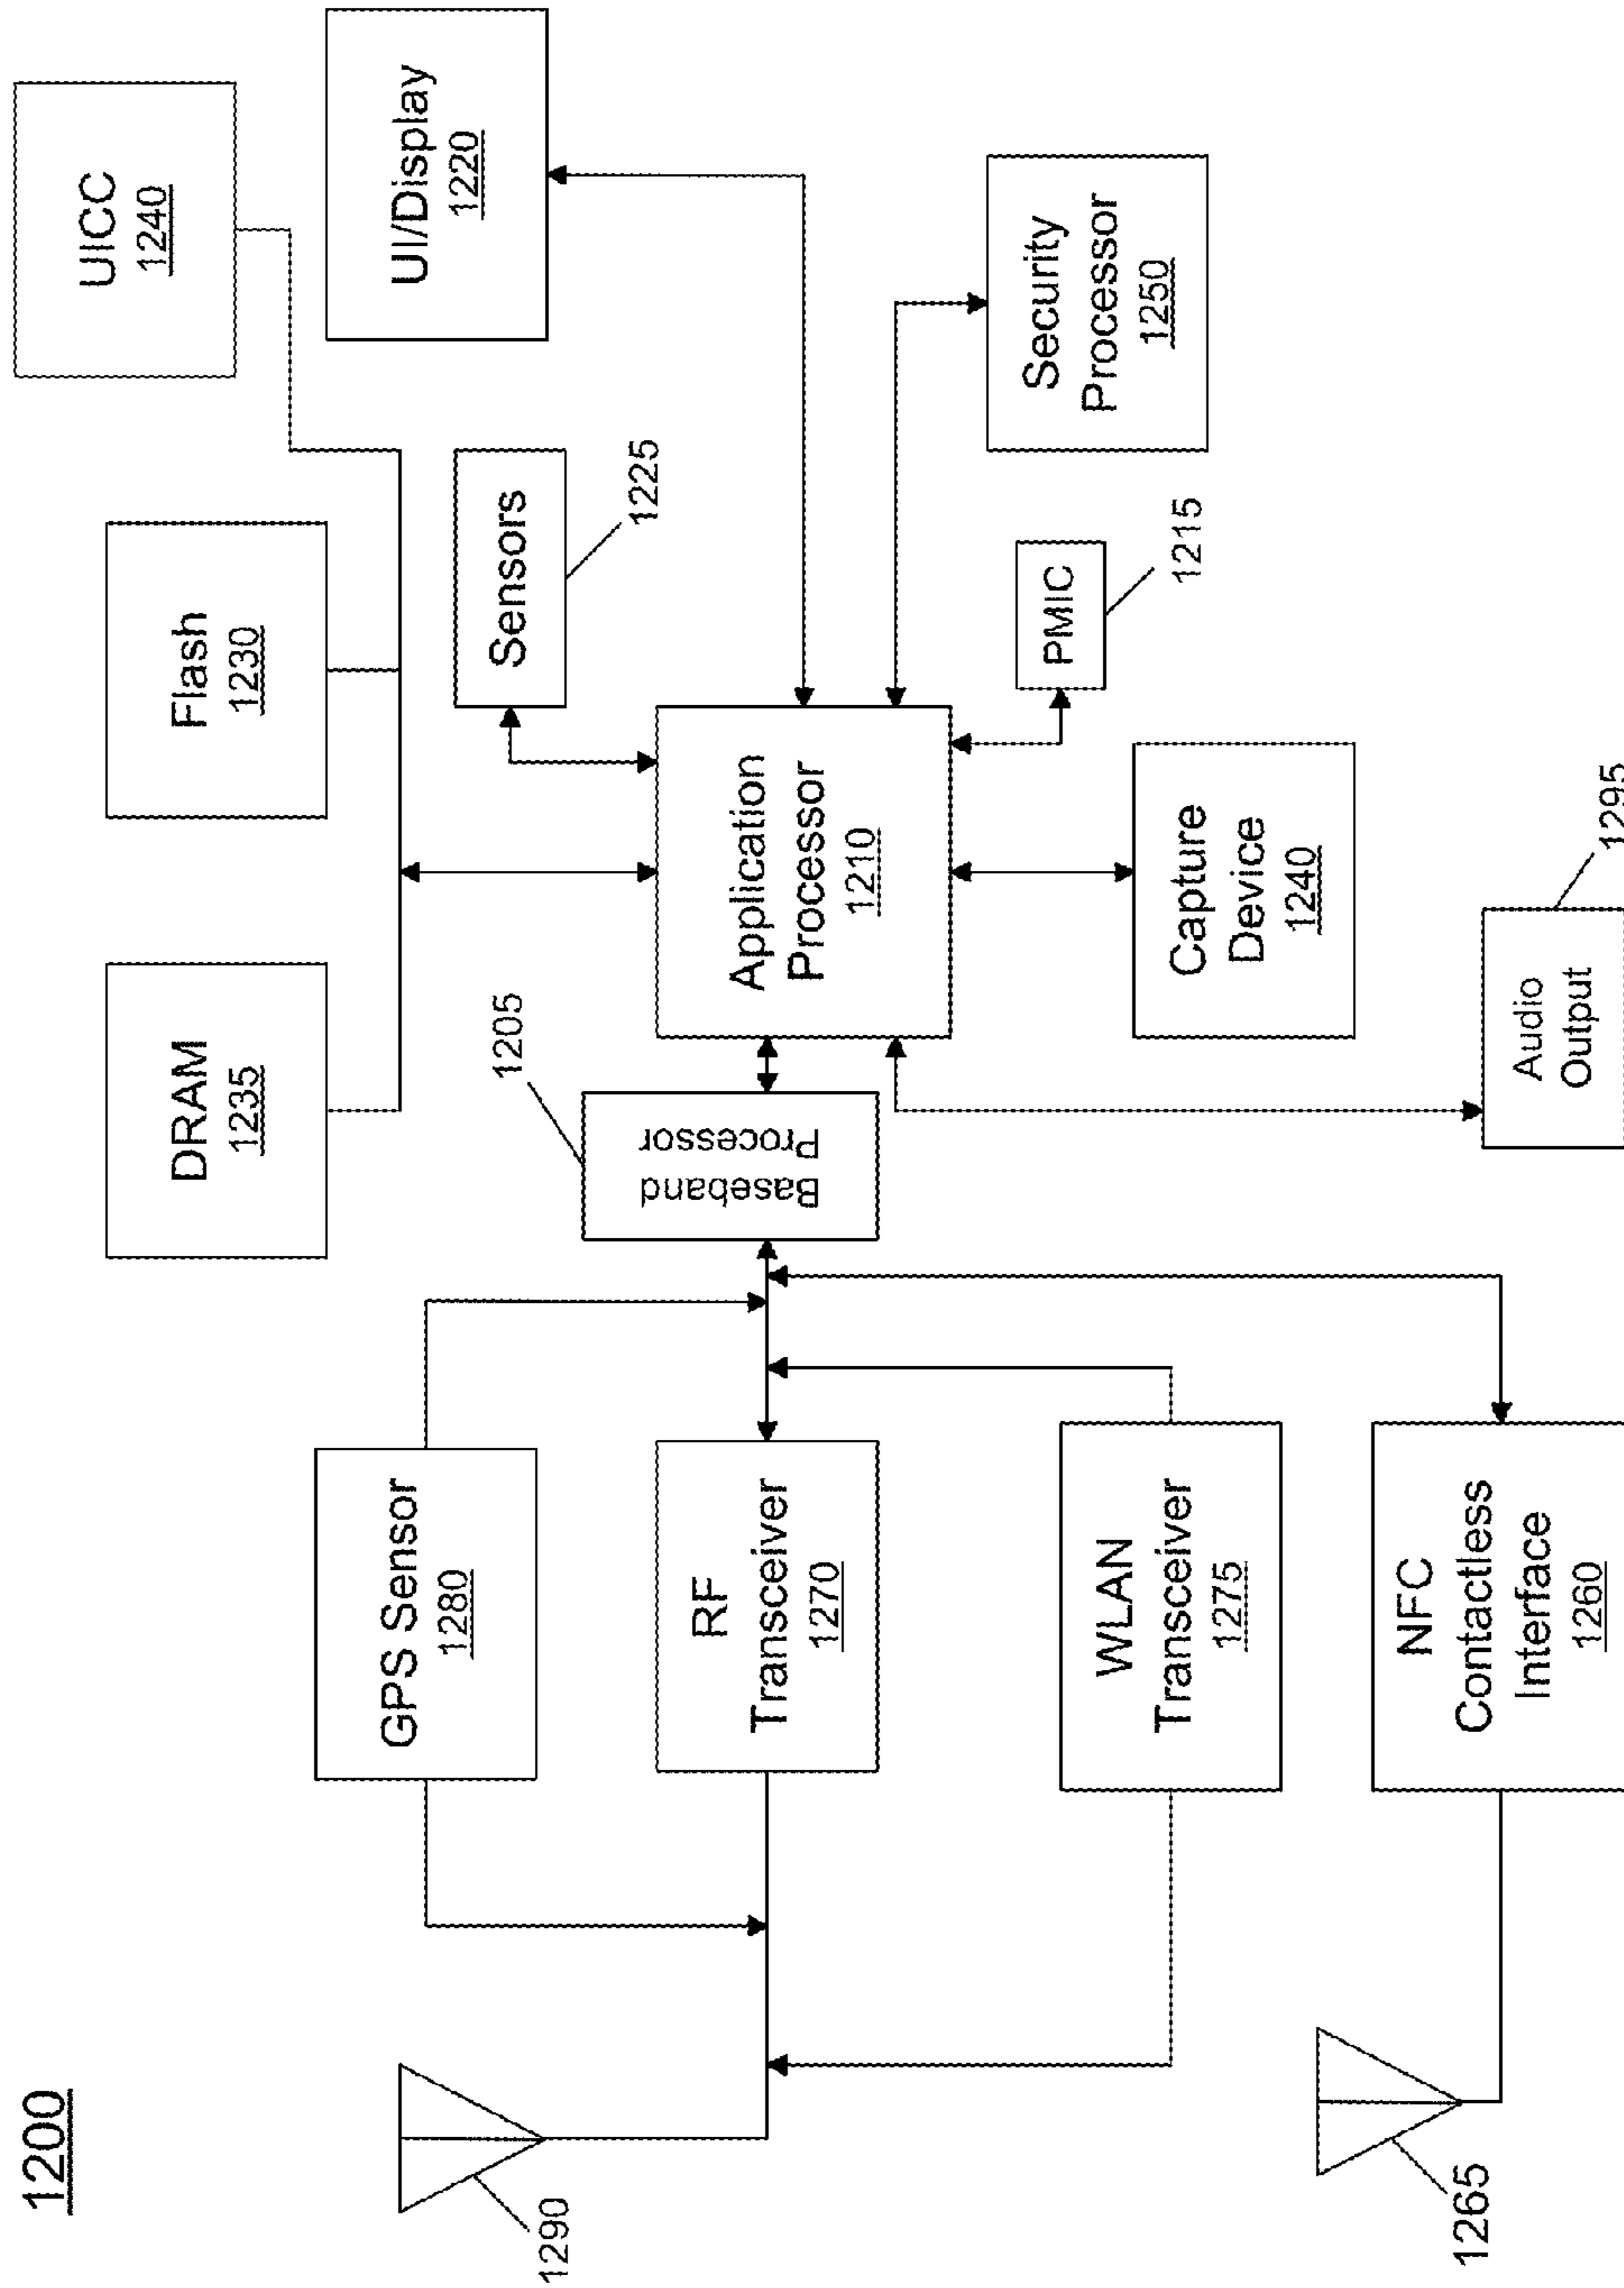 1200
UICC
1240
DRAM
1235
Flash
1230
UI/Display
1220
Sensors
1225
GPS Sensor
1280
1205
Baseband
Processor
Application
Processor
1210
1290
RF
Transceiver
1270
Security
Processor
1250
PMIC
1215
WLAN
Transceiver
1275
Capture
Device
1240
1265
NFC
Contactless
Interface
1260
Audio
Output
1295